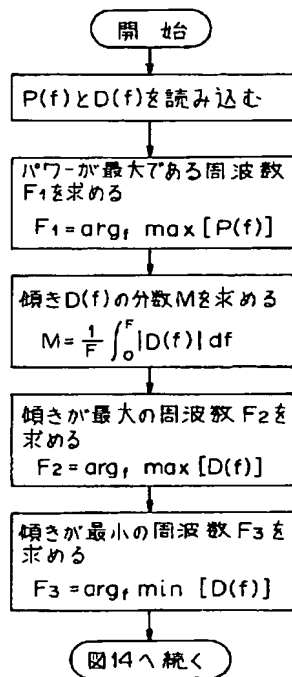 開始
P(f)とD(f)を読み込む
パワーが最大である周波数
F₁を求める
F₁=arg_f max[P(f)]
傾きD(f)の分数Mを求める
M=1/F ∫₀^F |D(f)| df
傾きが最大の周波数F₂を
求める
F₂=arg_f max[D(f)]
傾きが最小の周波数F₃を
求める
F₃=arg_f min [D(f)]
図14へ続く